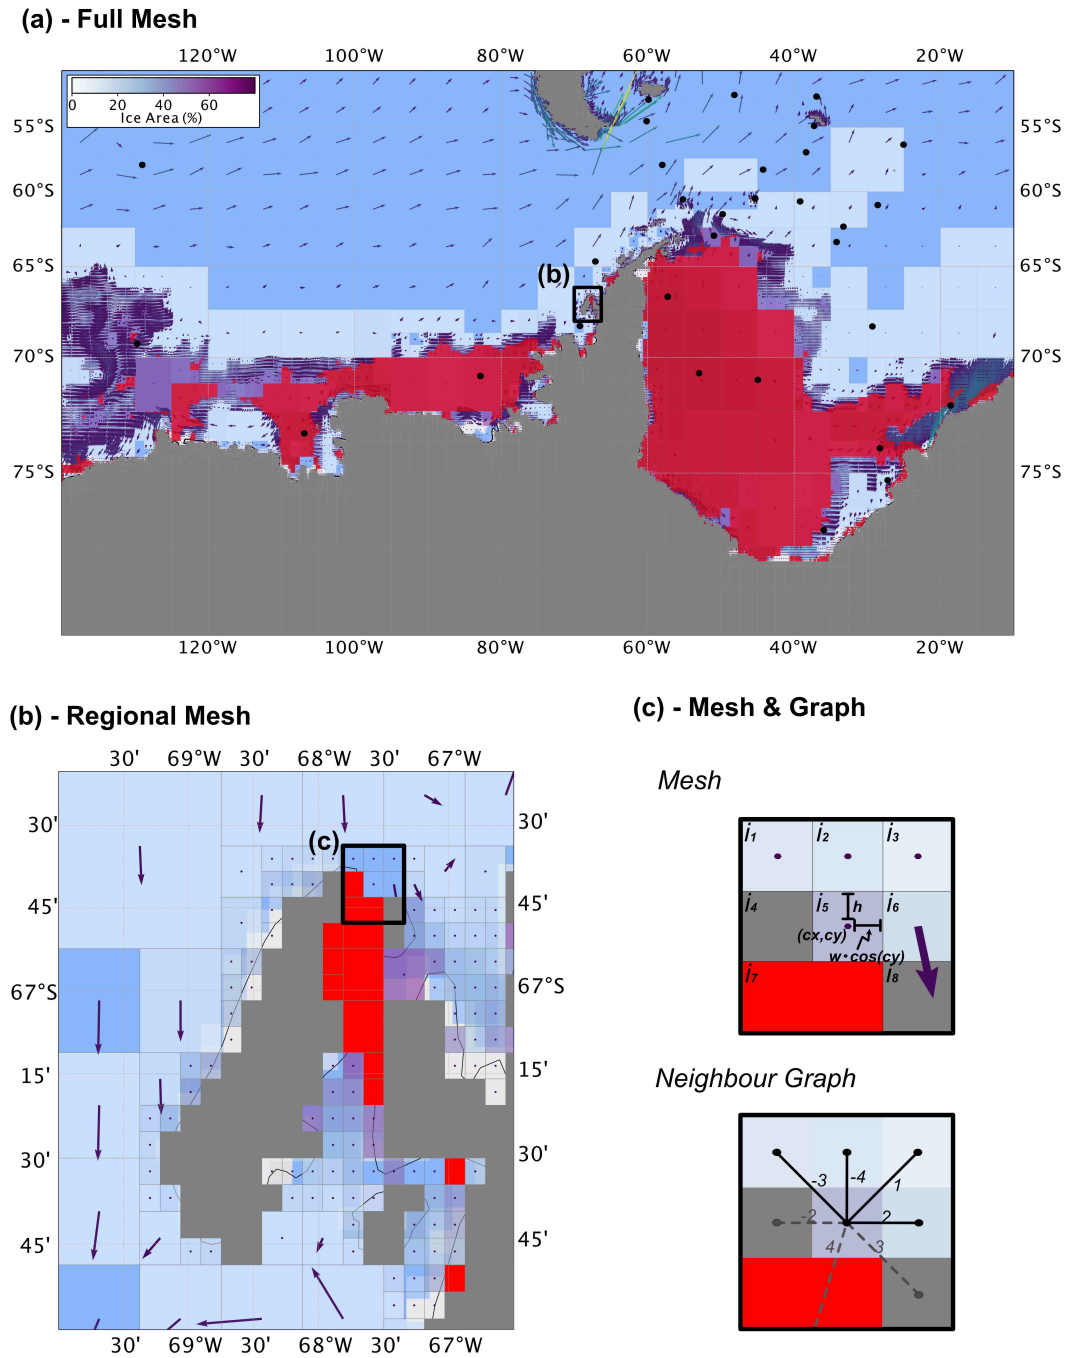 (a) - Full Mesh
120°W 100°W 80°W 60°W 40°W 20°W
0 20 40 60
Ice Area (%)
55°S 55°S
60°S 60°S
65°S 65°S
(b)
70°S 70°S
75°S 75°S
120°W 100°W 80°W 60°W 40°W 20°W
(b) - Regional Mesh
(c) - Mesh & Graph
30' 69°W 30' 68°W 30' 67°W
Mesh
30' 30'
(c)
i1 i2 i3
45' 45'
i4 i5 h i6
(cx,cy)
w·cos(cy)
i7 i8
67°S 67°S
15' 15'
Neighbour Graph
30' 30'
-3 -4 1
-2 2
4 3
45' 45'
30' 69°W 30' 68°W 30' 67°W